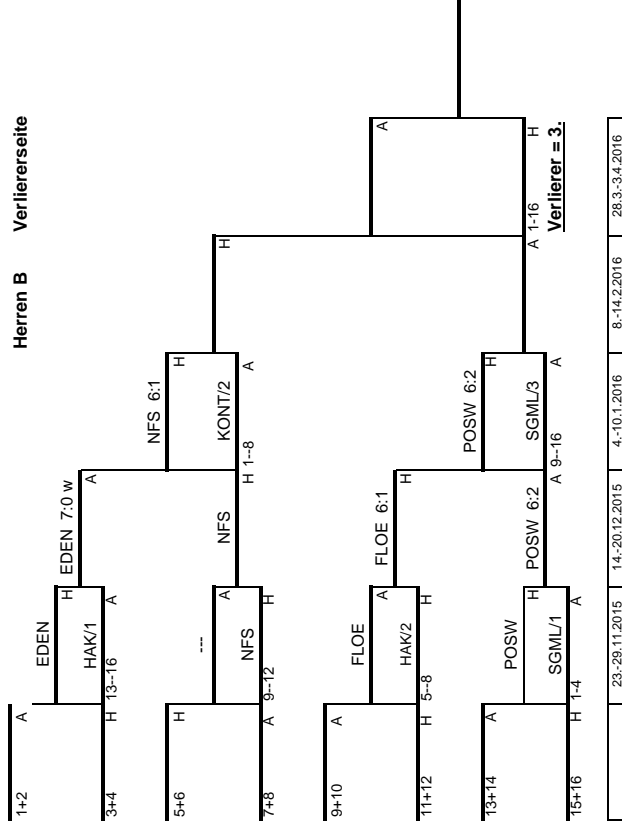 Herren B Verliererseite
1+2
A
EDEN
H
EDEN 7:0 w
A
HAK/1
3+4
H
13--16
A
NFS 6:1
H
5+6
H
---
A
NFS
KONT/2
H 1--8
A
H
NFS
7+8
A
9--12
H
9+10
A
FLOE
A
FLOE 6:1
H
HAK/2
11+12
H
5--8
H
POSW 6:2
H
A
13+14
A
POSW
H
POSW 6:2
SGML/3
A 9--16
A
A 1-16
H
Verlierer = 3.
SGML/1
15+16
H
1-4
A
23.-29.11.2015
14.-20.12.2015
4.-10.1.2016
8.-14.2.2016
28.3.-3.4.2016